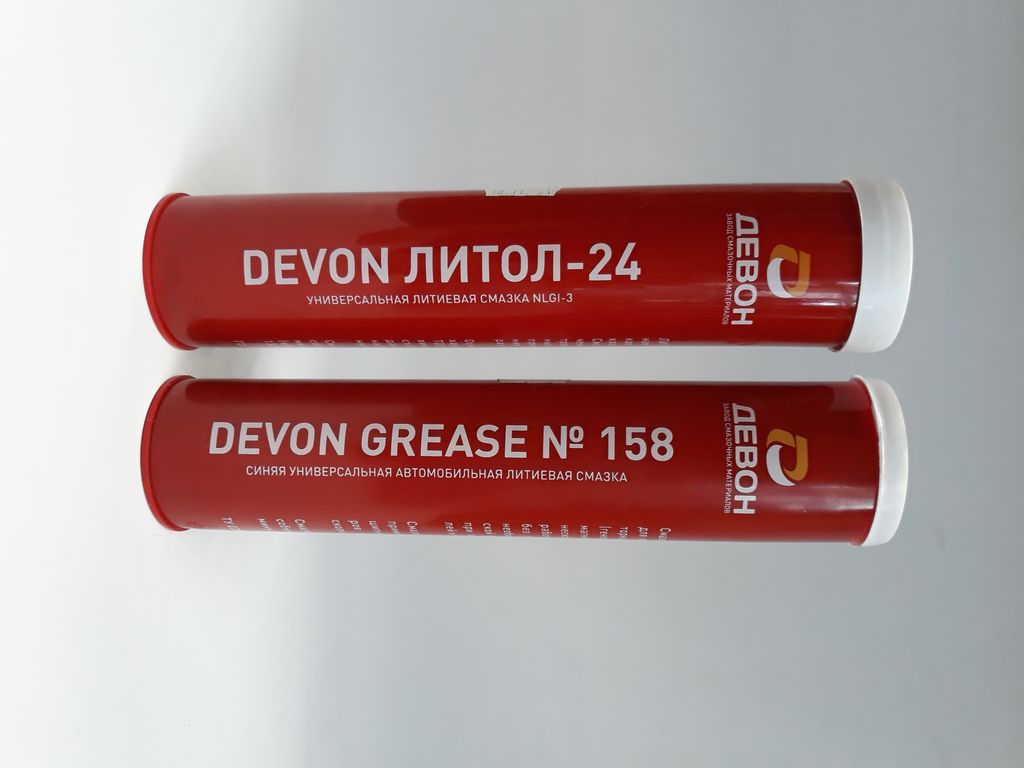 DEVON ЛИТОЛ-24
УНИВЕРСАЛЬНАЯ ЛИТИЕВАЯ СМАЗКА NLGI-3
ДЕВОН
ЗАВОД СМАЗОЧНЫХ МАТЕРИАЛОВ
DEVON GREASE № 158
СИНЯЯ УНИВЕРСАЛЬНАЯ АВТОМОБИЛЬНАЯ ЛИТИЕВАЯ СМАЗКА
ДЕВОН
ЗАВОД СМАЗОЧНЫХ МАТЕРИАЛОВ